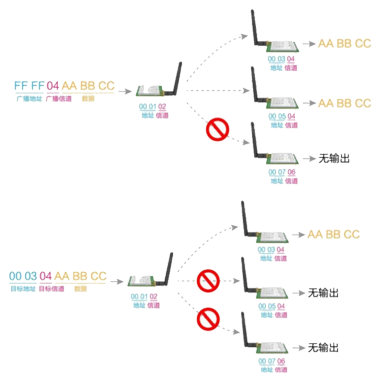 AA BB CC
00 03 04
地址 信道
FF FF 04 AA BB CC
广播地址 广播信道 数据
00 01 02
地址 信道
AA BB CC
00 05 04
地址 信道
无输出
00 07 06
地址 信道
AA BB CC
00 03 04
地址 信道
00 03 04 AA BB CC
目标地址 目标信道 数据
00 01 02
地址 信道
无输出
00 05 04
地址 信道
无输出
00 07 06
地址 信道